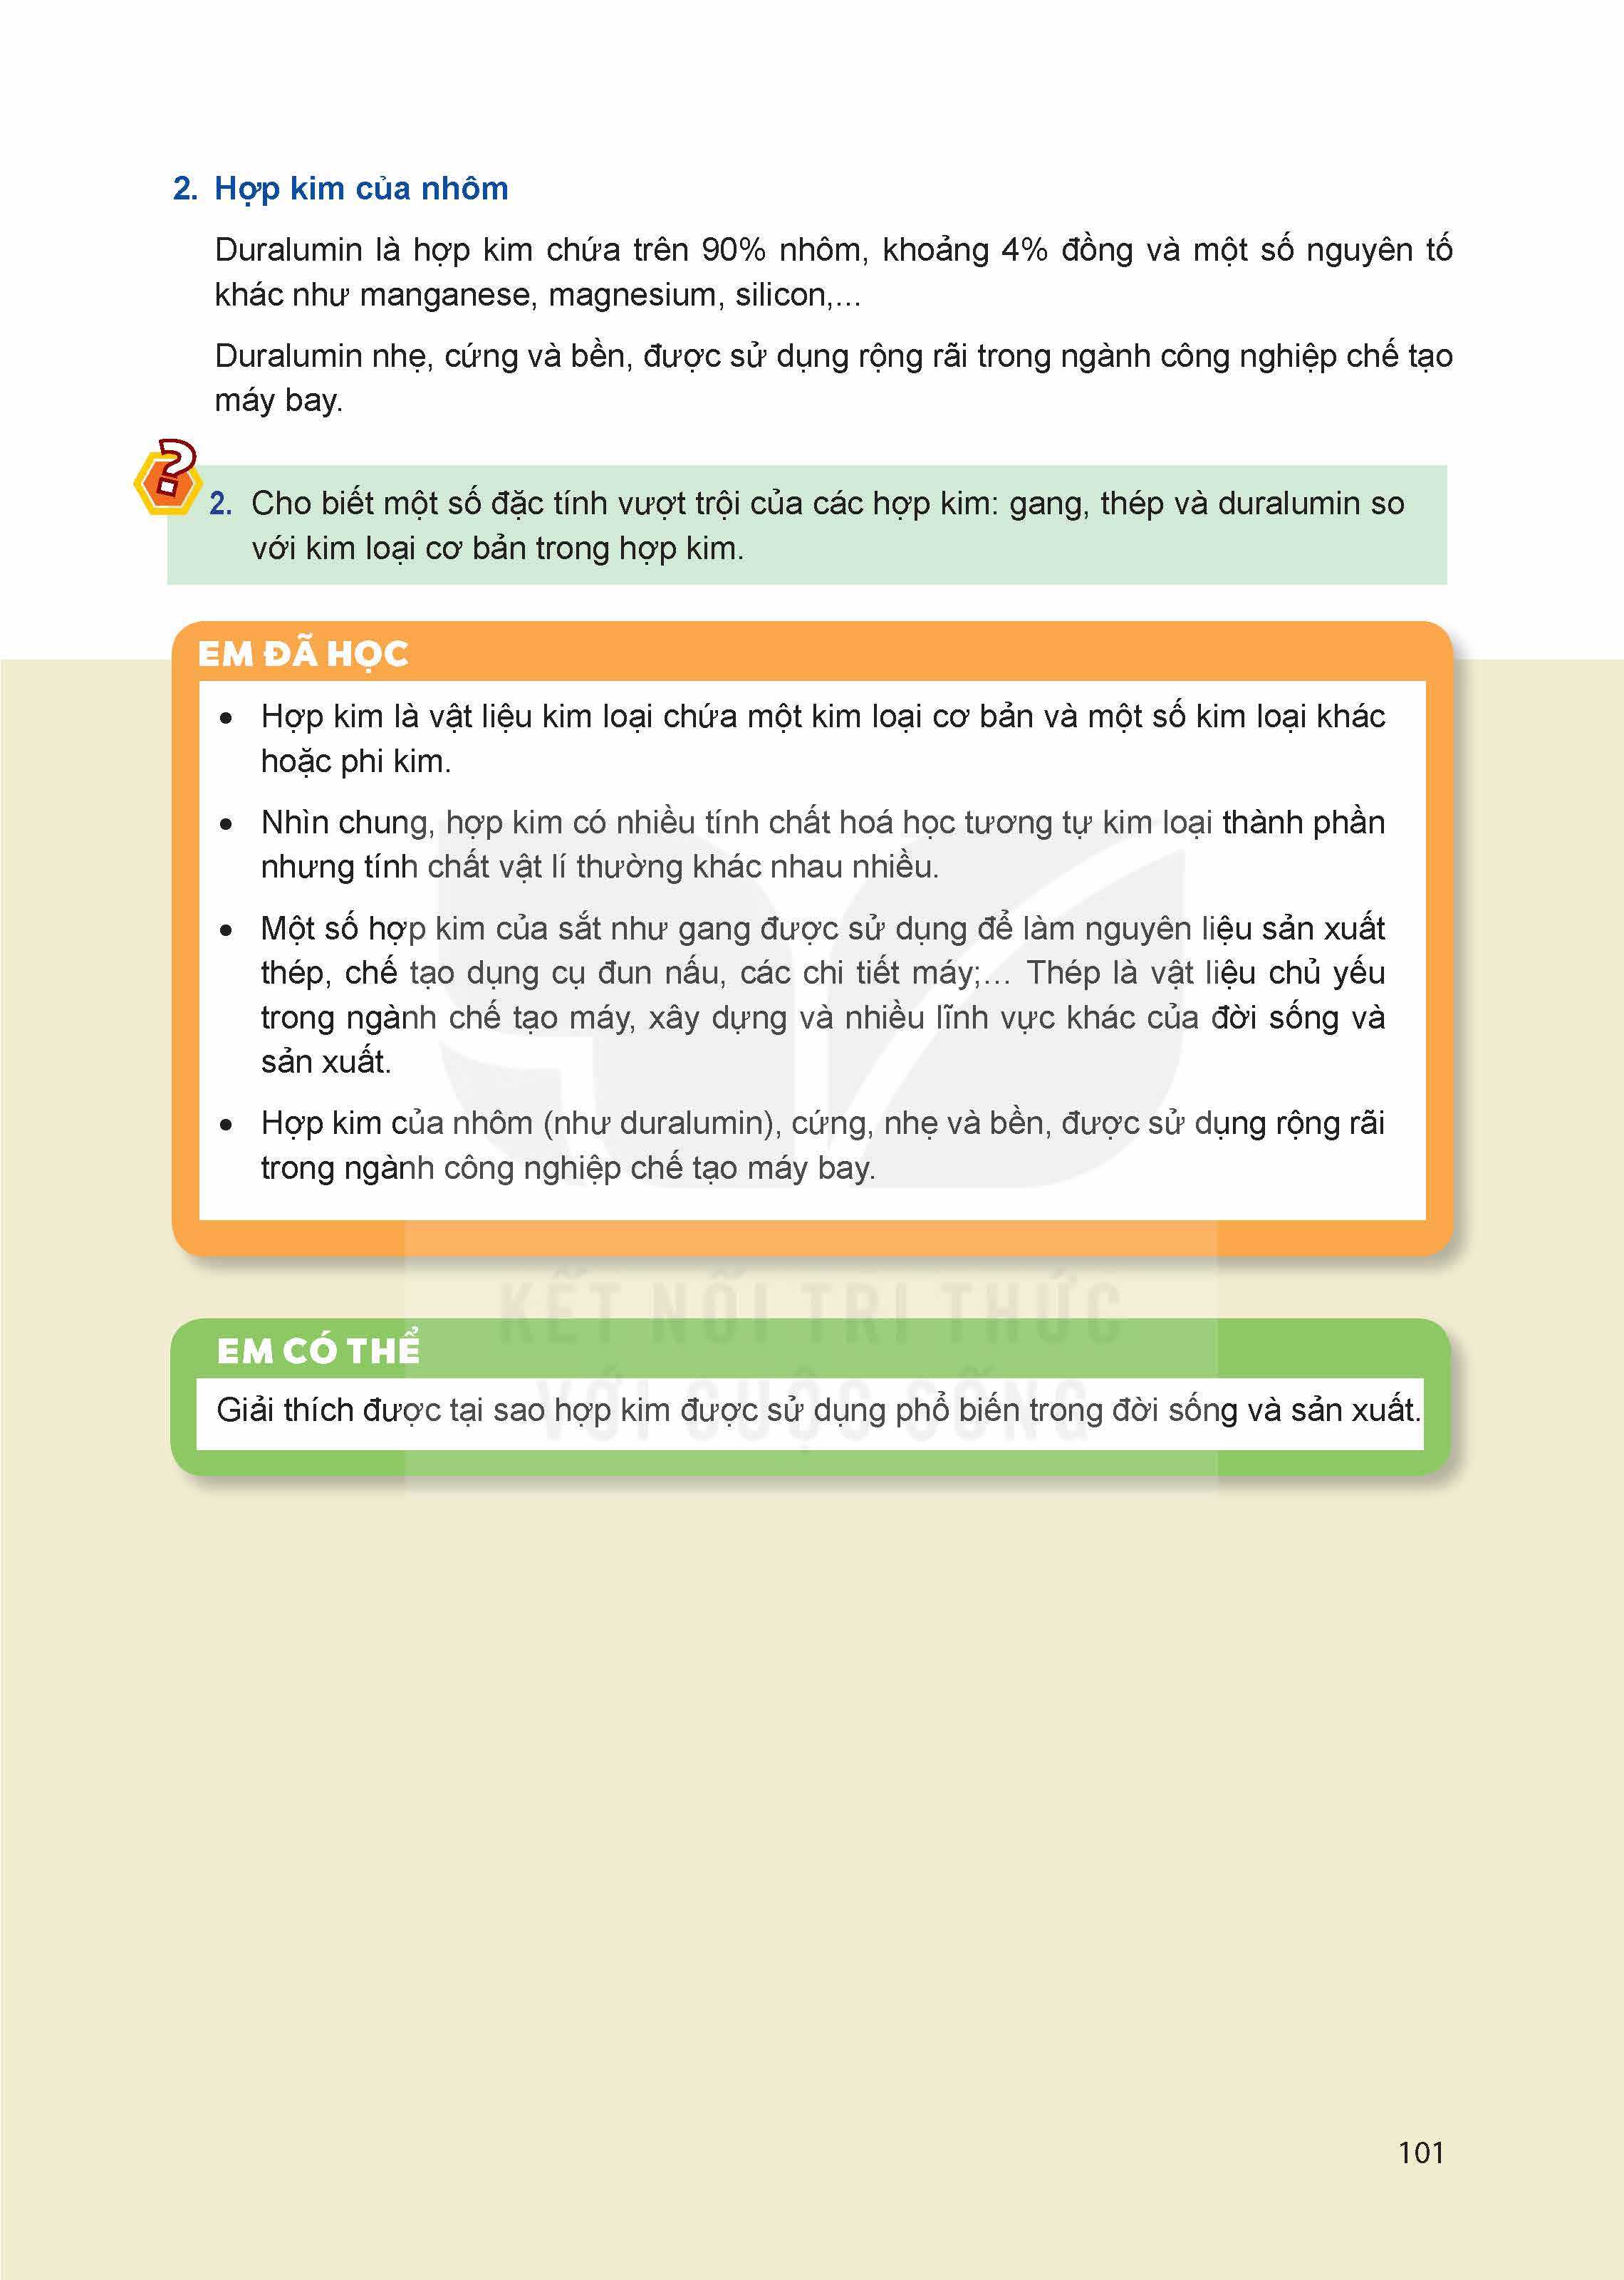 2. Hợp kim của nhôm
Duralumin là hợp kim chứa trên 90% nhôm, khoảng 4% đồng và một số nguyên tố
khác như manganese, magnesium, silicon,...
Duralumin nhẹ, cứng và bền, được sử dụng rộng rãi trong ngành công nghiệp chế tạo
máy bay.
?
2. Cho biết một số đặc tính vượt trội của các hợp kim: gang, thép và duralumin so
với kim loại cơ bản trong hợp kim.
EM ĐÃ HỌC
• Hợp kim là vật liệu kim loại chứa một kim loại cơ bản và một số kim loại khác
hoặc phi kim.
• Nhìn chung, hợp kim có nhiều tính chất hoá học tương tự kim loại thành phần
nhưng tính chất vật lí thường khác nhau nhiều.
• Một số hợp kim của sắt như gang được sử dụng để làm nguyên liệu sản xuất
thép, chế tạo dụng cụ đun nấu, các chi tiết máy;... Thép là vật liệu chủ yếu
trong ngành chế tạo máy, xây dựng và nhiều lĩnh vực khác của đời sống và
sản xuất.
• Hợp kim của nhôm (như duralumin), cứng, nhẹ và bền, được sử dụng rộng rãi
trong ngành công nghiệp chế tạo máy bay.
KẾT NỐI TRI THỨC
EM CÓ THỂ
VỚI CUỘC SỐNG
Giải thích được tại sao hợp kim được sử dụng phổ biến trong đời sống và sản xuất.
101